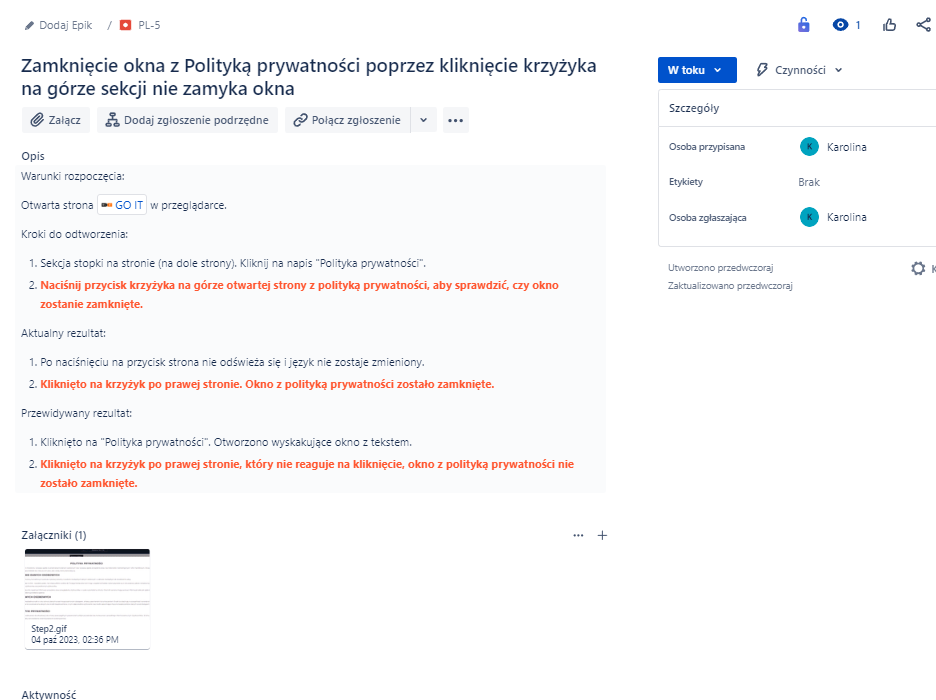 Dodaj Epik / PL-5
1
Zamknięcie okna z Polityką prywatności poprzez kliknięcie krzyżyka
na górze sekcji nie zamyka okna
W toku
Czynności
Załącz
Dodaj zgłoszenie podrzędne
Połącz zgłoszenie
Szczegóły
Osoba przypisana
K Karolina
Etykiety
Brak
Osoba zgłaszająca
K Karolina
Utworzono przedwczoraj
K
Zaktualizowano przedwczoraj
Opis
Warunki rozpoczęcia:
Otwarta strona GO IT w przeglądarce.
Kroki do odtworzenia:
1. Sekcja stopki na stronie (na dole strony). Kliknij na napis "Polityka prywatności".
2. Naciśnij przycisk krzyżyka na górze otwartej strony z polityką prywatności, aby sprawdzić, czy okno
zostanie zamknięte.
Aktualny rezultat:
1. Po naciśnięciu na przycisk strona nie odświeża się i język nie zostaje zmieniony.
2. Kliknięto na krzyżyk po prawej stronie. Okno z polityką prywatności zostało zamknięte.
Przewidywany rezultat:
1. Kliknięto na "Polityka prywatności". Otworzono wyskakujące okno z tekstem.
2. Kliknięto na krzyżyk po prawej stronie, który nie reaguje na kliknięcie, okno z polityką prywatności nie
zostało zamknięte.
Załączniki (1)
Step2.gif
04 paź 2023, 02:36 PM
Aktywność